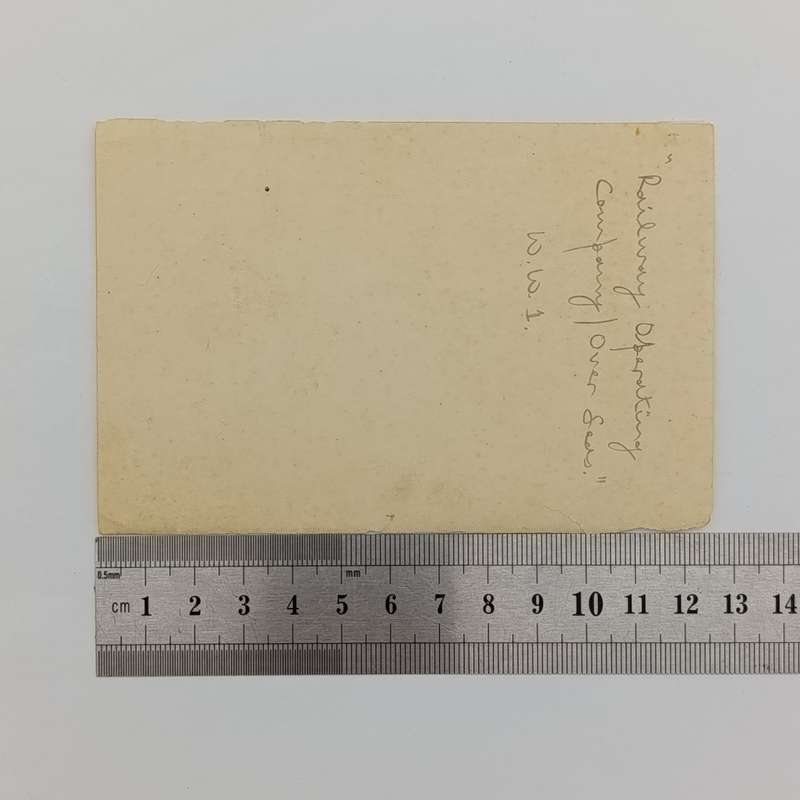 "Railway Operating
Company/Over Seas."
W.W.1.
0.5mm
mm
cm 1 2 3 4 5 6 7 8 9 10 11 12 13 14